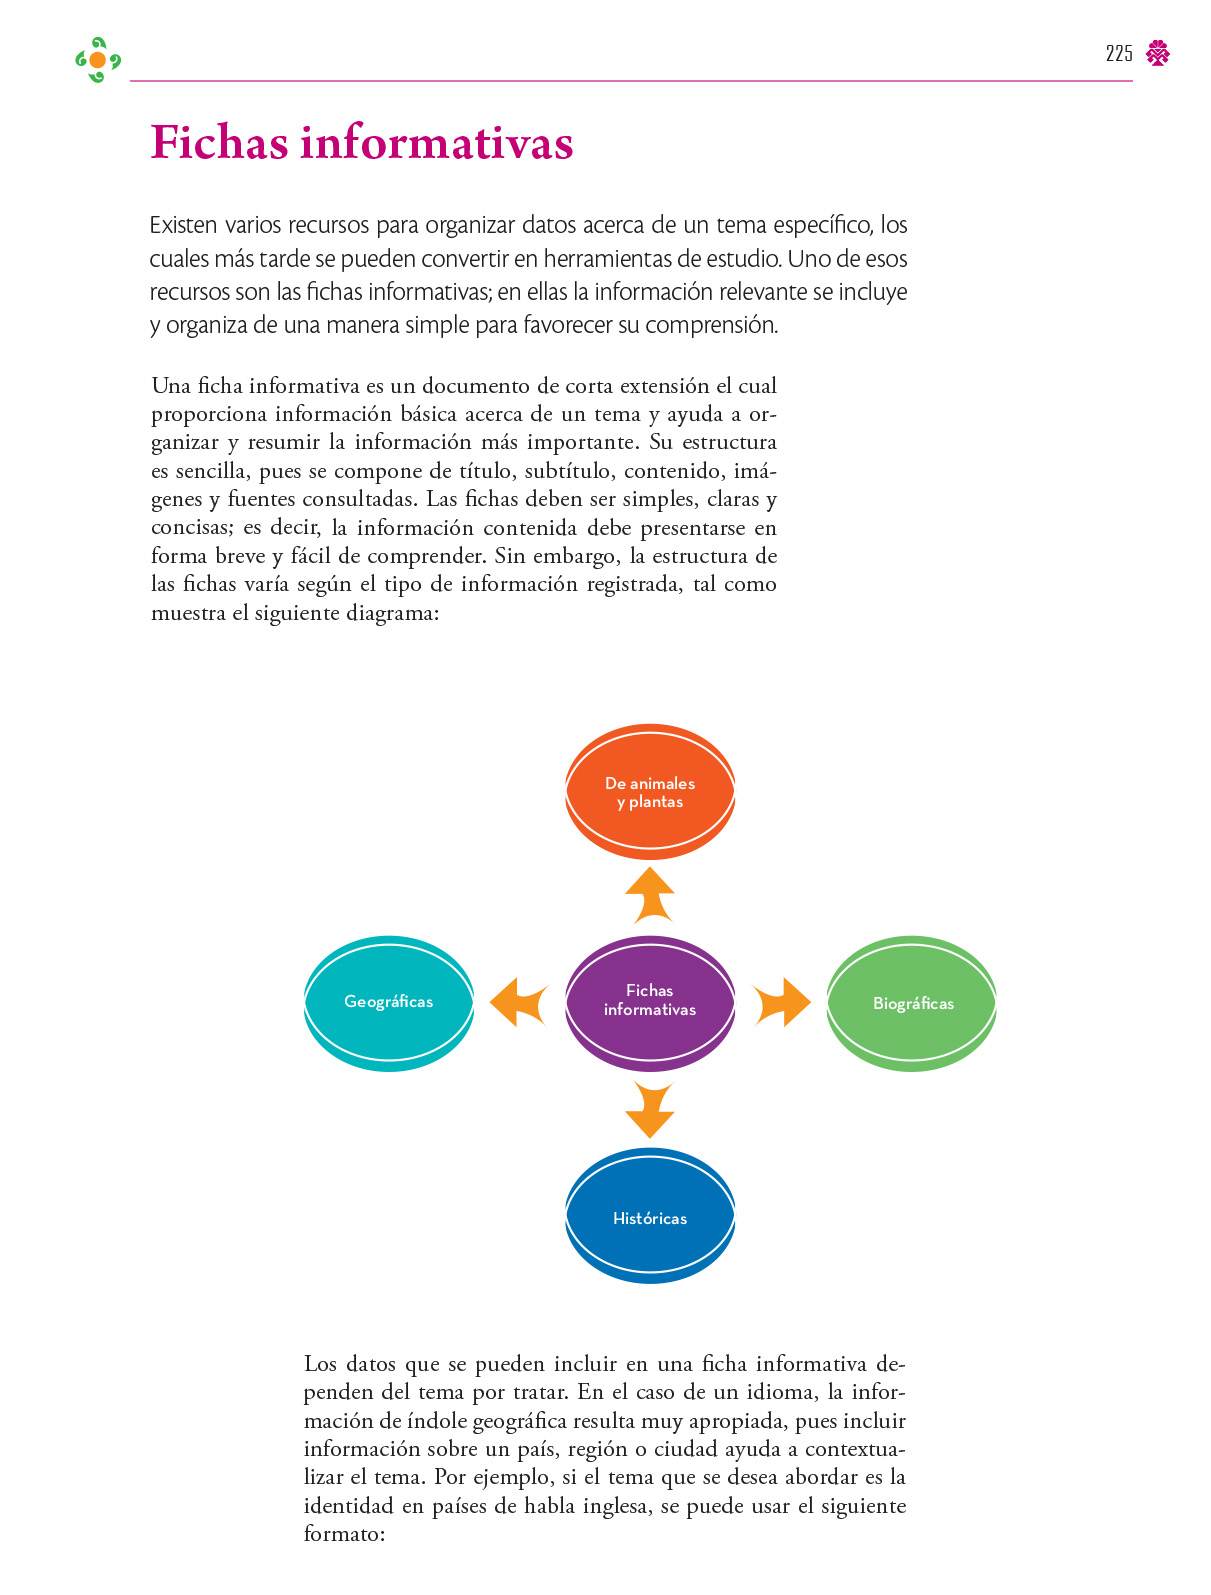 225
Fichas informativas
Existen varios recursos para organizar datos acerca de un tema específico, los
cuales más tarde se pueden convertir en herramientas de estudio. Uno de esos
recursos son las fichas informativas; en ellas la información relevante se incluye
y organiza de una manera simple para favorecer su comprensión.
Una ficha informativa es un documento de corta extensión el cual
proporciona información básica acerca de un tema y ayuda a or-
ganizar y resumir la información más importante. Su estructura
es sencilla, pues se compone de título, subtítulo, contenido, imá-
genes y fuentes consultadas. Las fichas deben ser simples, claras y
concisas; es decir, la información contenida debe presentarse en
forma breve y fácil de comprender. Sin embargo, la estructura de
las fichas varía según el tipo de información registrada, tal como
muestra el siguiente diagrama:
De animales
y plantas
Geográficas
Fichas
informativas
Biográficas
Históricas
Los datos que se pueden incluir en una ficha informativa de-
penden del tema por tratar. En el caso de un idioma, la infor-
mación de índole geográfica resulta muy apropiada, pues incluir
información sobre un país, región o ciudad ayuda a contextua-
lizar el tema. Por ejemplo, si el tema que se desea abordar es la
identidad en países de habla inglesa, se puede usar el siguiente
formato: